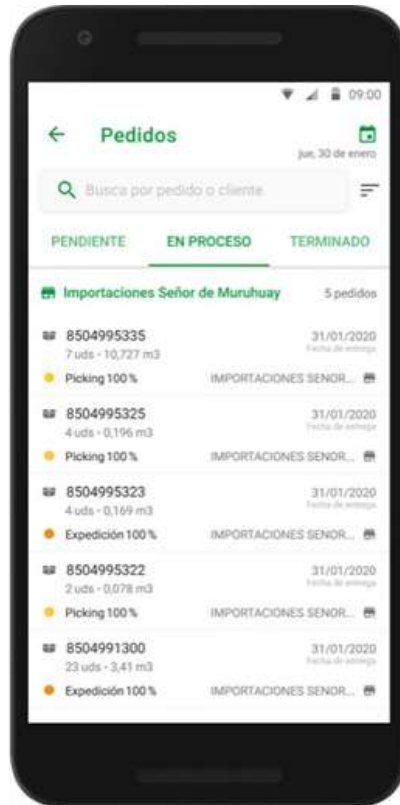 09:00
Pedidos
jue, 30 de enero
Busca por pedido o cliente
PENDIENTE EN PROCESO TERMINADO
Importaciones Señor de Muruhuay 5 pedidos
8504995335 31/01/2020
7 uds - 10,727 m3 Fecha de entrega
Picking 100 % IMPORTACIONES SENOR...
8504995325 31/01/2020
4 uds - 0,196 m3 Fecha de entrega
Picking 100 % IMPORTACIONES SENOR...
8504995323 31/01/2020
4 uds - 0,169 m3 Fecha de entrega
Expedición 100 % IMPORTACIONES SENOR...
8504995322 31/01/2020
2 uds - 0,078 m3 Fecha de entrega
Picking 100 % IMPORTACIONES SENOR...
8504991300 31/01/2020
23 uds - 3,41 m3 Fecha de entrega
Expedición 100 % IMPORTACIONES SENOR...